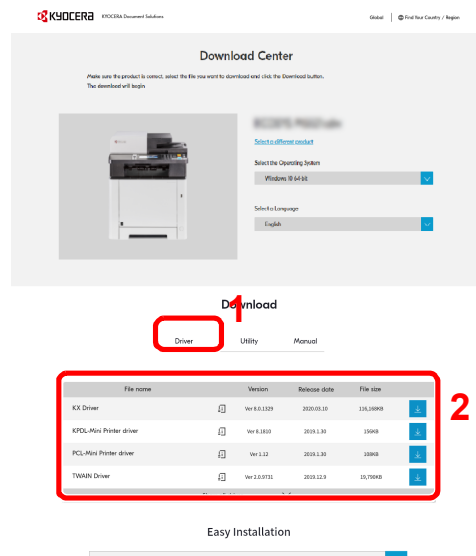 KYOCERA KYOCERA Document Solutions Global Find Your Country / Region
Download Center
Make sure the product is correct, select the file you want to download and click the Download button.
The download will begin
Select a different product
Select the Operating System
Windows 10 64 bit
Select a Language
English
Download
1
Driver Utility Manual
File name Version Release date File size
KX Driver Ver 8.0.1329 2020.03.10 116,168KB
2
KPDL-Mini Printer driver Ver 8.1810 2019.1.30 156KB
PCL-Mini Printer driver Ver 1.12 2019.1.30 108KB
TWAIN Driver Ver 2.0.9731 2019.12.9 19,790KB
Easy Installation